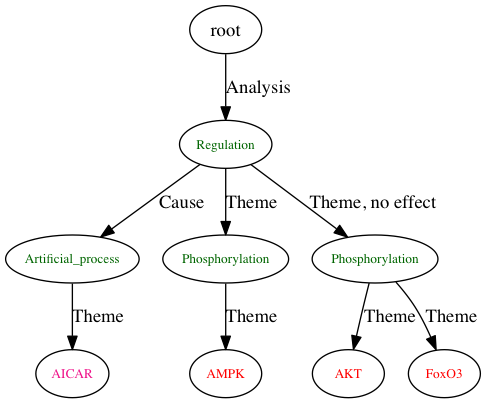 root
Analysis
Regulation
Cause
Theme
Theme, no effect
Artificial_process
Phosphorylation
Phosphorylation
Theme
Theme
Theme
Theme
AICAR
AMPK
AKT
FoxO3